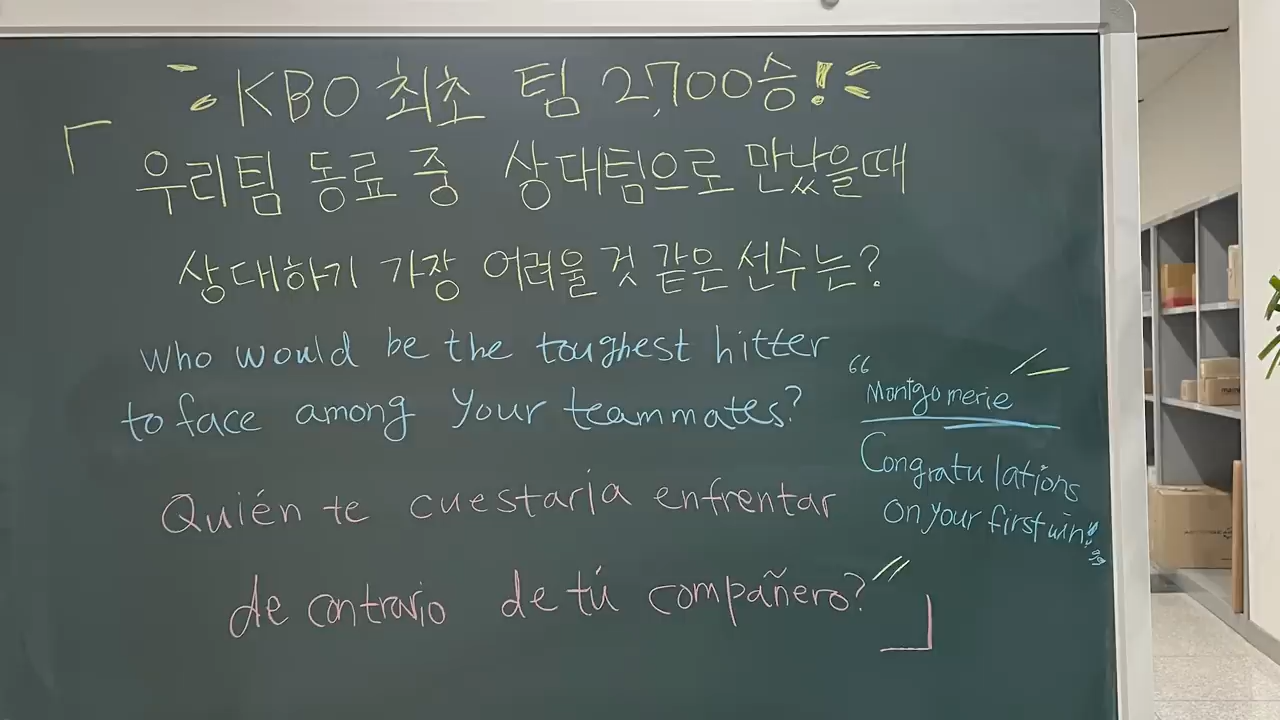 KBO 최초 팀 2,700승!
「우리팀 동료 중 상대팀으로 만났을때
상대하기 가장 어려울 것 같은 선수는?
Who would be the toughest hitter
to face among your teammates?
Quién te cuestaria enfrentar
de contrario de tú compañero?」
“Montgomerie
Congratulations
on your first win!”